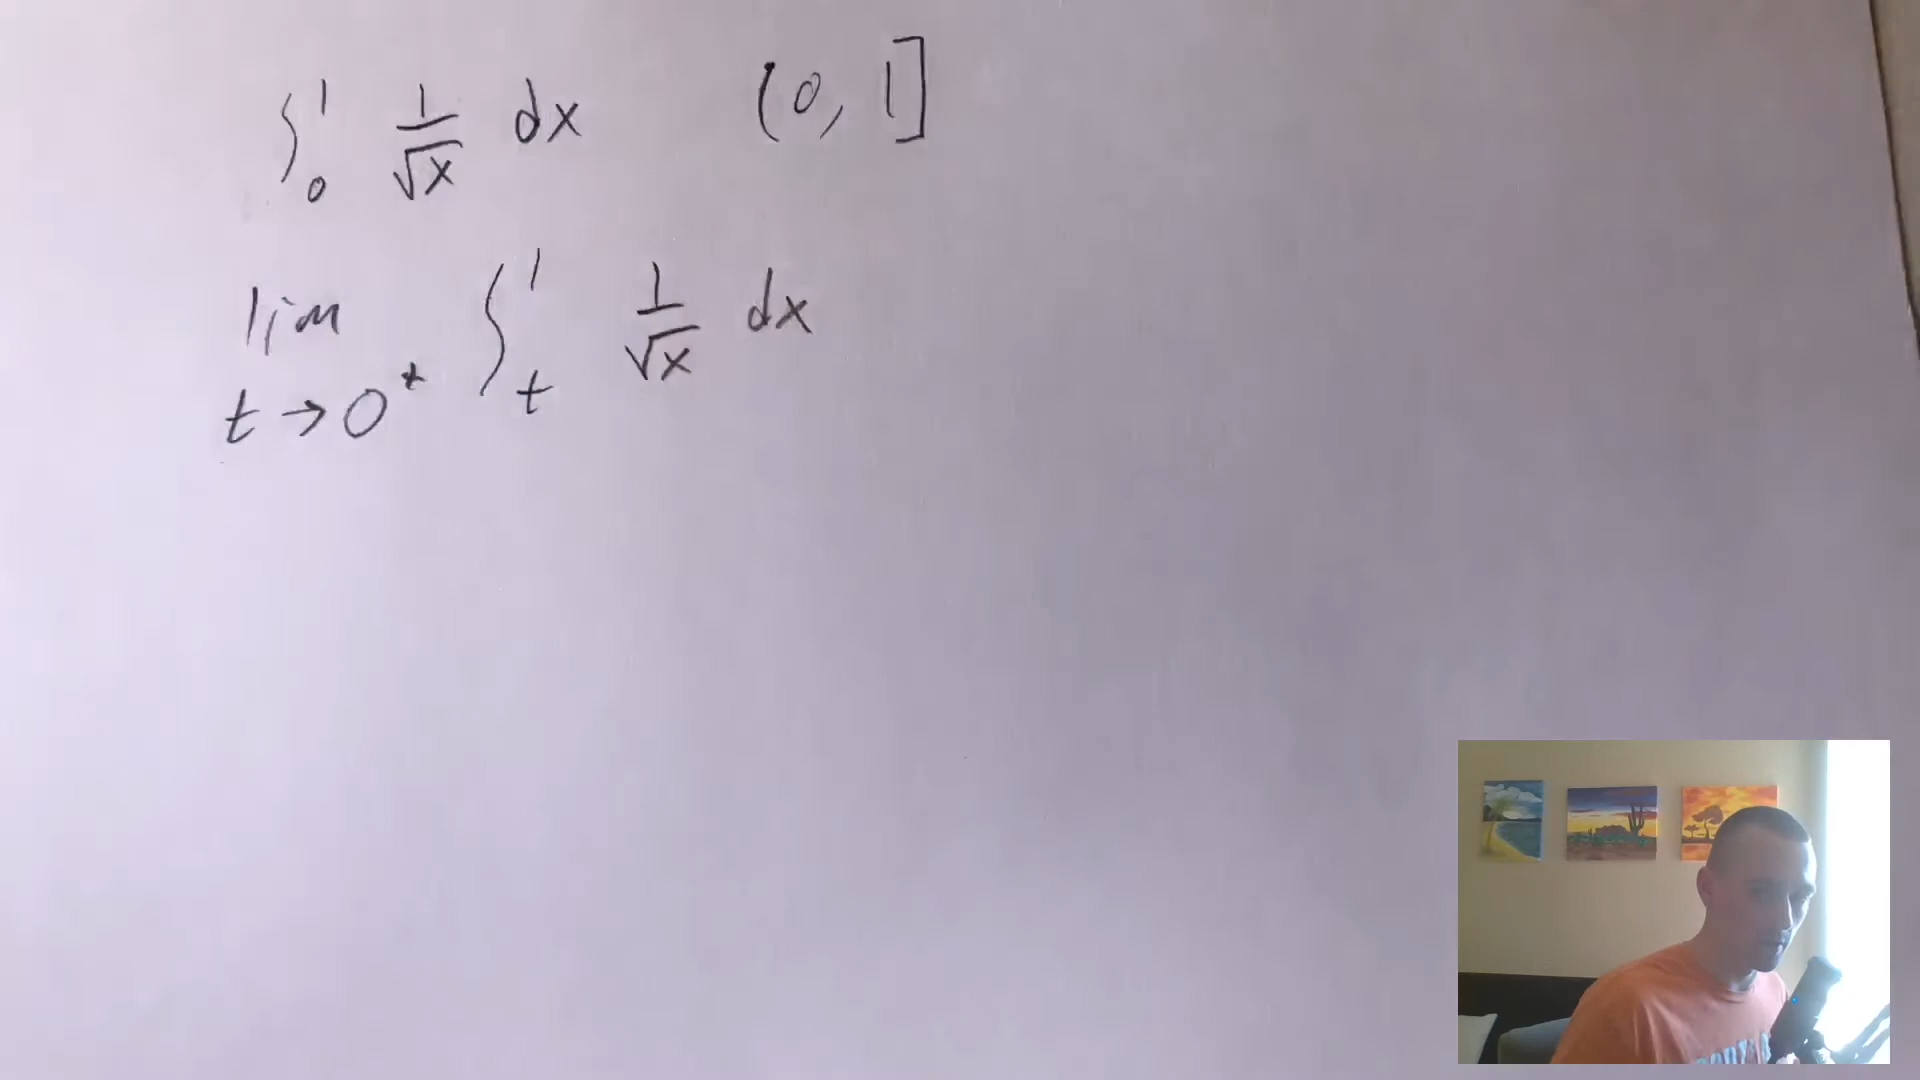 ∫₀¹ 1/√x dx (0, 1]
lim t→0⁺ ∫ₜ¹ 1/√x dx